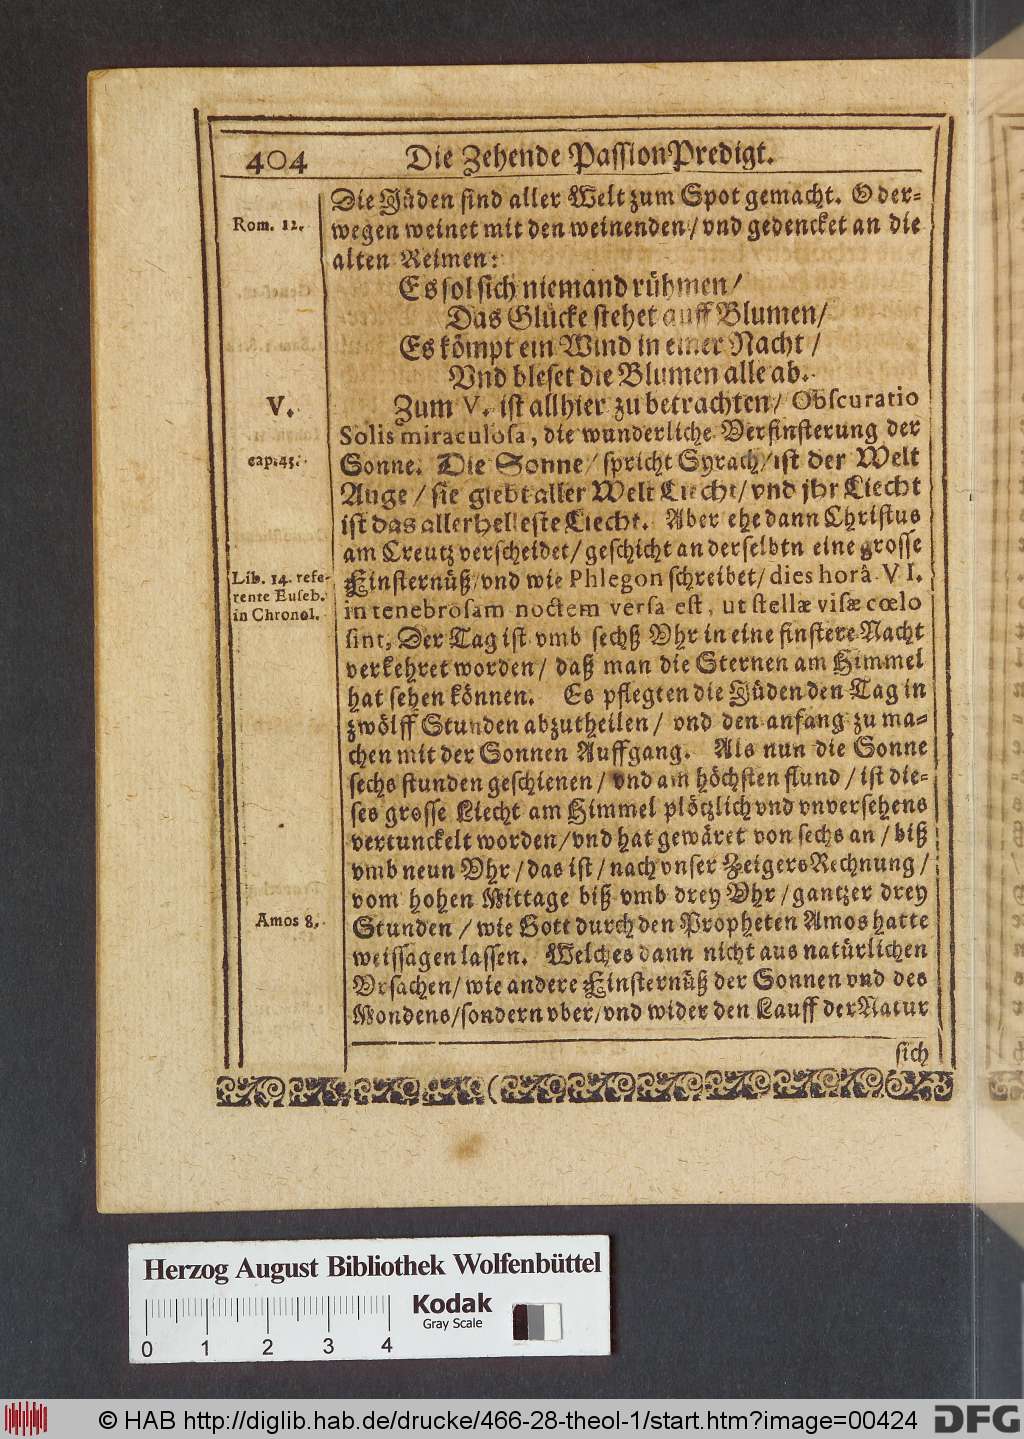 404 Die Zehende PassionPredigt.
Die Jüden sind aller Welt zum Spot gemacht. O der-
Rom. 12.
wegen weinet mit den weinenden/ vnd gedencket an die
alten Reimen:
Es sol sich niemand rühmen/
Das Glücke stehet auff Blumen/
Es kömpt ein Wind in einer Nacht/
Vnd bleset die Blumen alle ab.
V.
Zum V. ist allhier zu betrachten/ Obscuratio
Solis miraculosa, die wunderliche Verfinsterung der
cap. 43.
Sonne. Die Sonne/ spricht Syrach/ ist der Welt
Auge/ sie giebt aller Welt Liecht/ vnd jhr Liecht
ist das allerhelleste Liecht. Aber ehe dann Christus
am Creutz verscheidet/ geschicht an derselbtn eine grosse
Lib. 14. refe-
rente Euseb.
in Chronol.
Finsternüß/ vnd wie Phlegon schreibet/ dies horâ VI.
in tenebrosam noctem versa est, ut stellæ visæ cœlo
sint, Der Tag ist vmb sechß Vhr in eine finstere Nacht
verkehret worden/ daß man die Sternen am Himmel
hat sehen können. Es pflegten die Jüden den Tag in
zwölff Stunden abzutheilen/ vnd den anfang zu ma-
chen mit der Sonnen Auffgang. Als nun die Sonne
sechs stunden geschienen/ vnd am höchsten stund/ ist die-
ses grosse Liecht am Himmel plötzlich vnd vnversehens
vertunckelt worden/ vnd hat gewäret von sechs an/ biß
vmb neun Vhr/ das ist/ nach vnser Zeigers Rechnung/
vom hohen Mittage biß vmb drey Vhr/ gantzer drey
Amos 8.
Stunden/ wie Gott durch den Propheten Amos hatte
weissagen lassen. Welches dann nicht aus natürlichen
Vrsachen/ wie andere Finsternüß der Sonnen vnd des
Mondens/ sondern vber/ vnd wider den Lauff der Natur
sich
Herzog August Bibliothek Wolfenbüttel
Kodak
Gray Scale
0 1 2 3 4
© HAB http://diglib.hab.de/drucke/466-28-theol-1/start.htm?image=00424 DFG